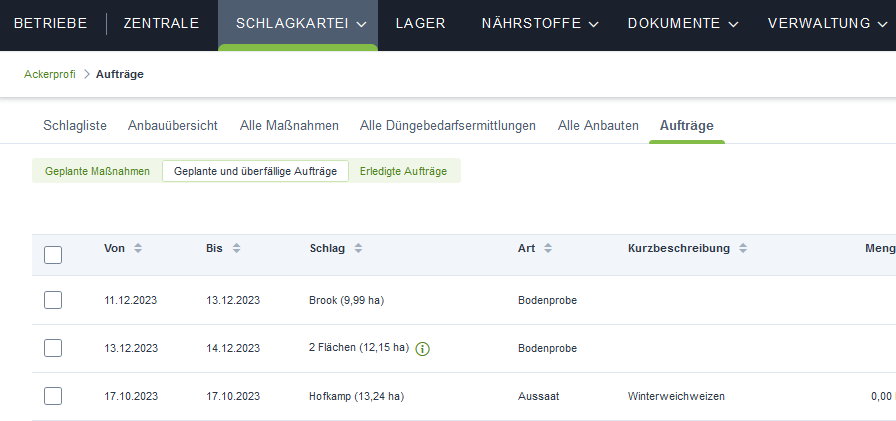 BETRIEBE ZENTRALE SCHLAGKARTEI LAGER NÄHRSTOFFE DOKUMENTE VERWALTUNG
Ackerprofi > Aufträge
Schlagliste Anbauübersicht Alle Maßnahmen Alle Düngebedarfsermittlungen Alle Anbauten Aufträge
Geplante Maßnahmen Geplante und überfällige Aufträge Erledigte Aufträge
Von Bis Schlag Art Kurzbeschreibung Meng
11.12.2023 13.12.2023 Brook (9,99 ha) Bodenprobe
13.12.2023 14.12.2023 2 Flächen (12,15 ha) Bodenprobe
17.10.2023 17.10.2023 Hofkamp (13,24 ha) Aussaat Winterweichweizen 0,00